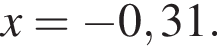 x = −0,31.